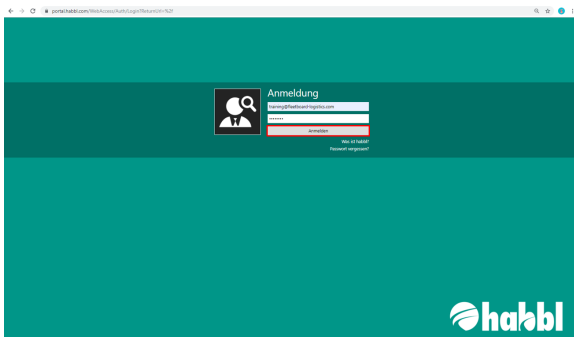 portal.habbl.com/WebAccess/Auth/Login?ReturnUrl=%2F
Anmeldung
training@fleetboard-logistics.com
••••••••
Anmelden
Was ist habbl?
Passwort vergessen?
habbl